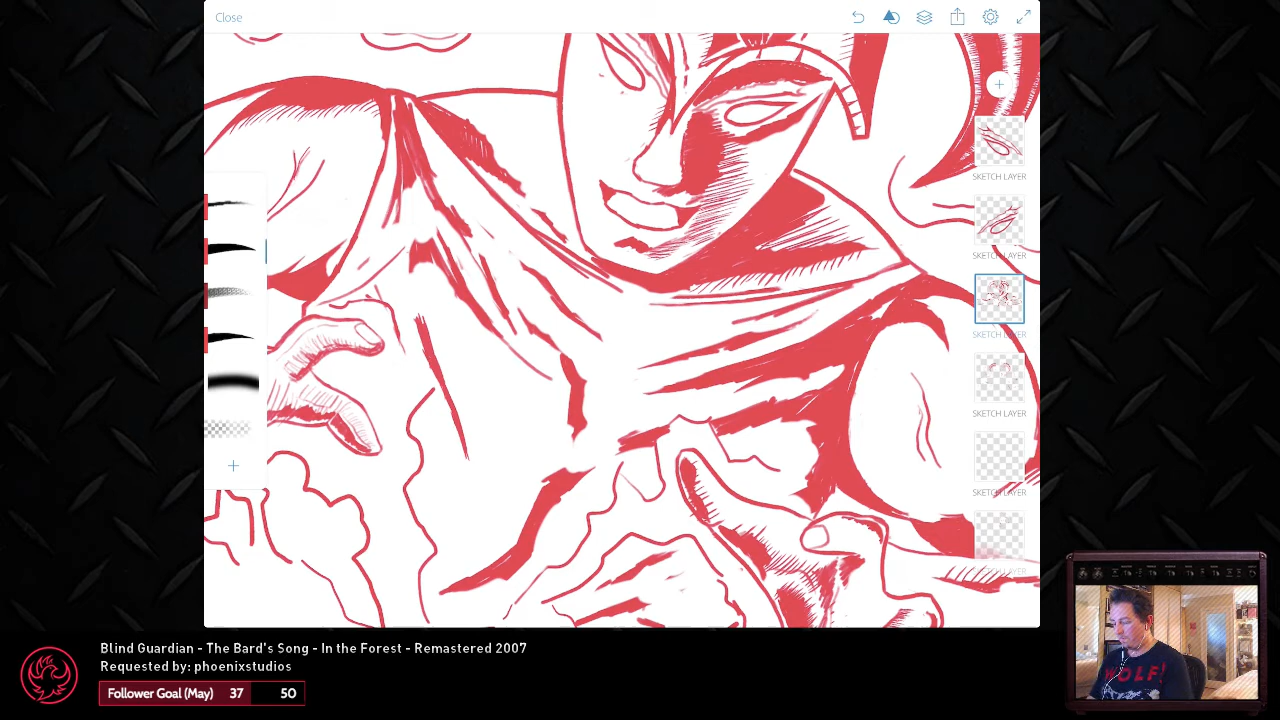 Close
SKETCH LAYER
SKETCH LAYER
SKETCH LAYER
SKETCH LAYER
SKETCH LAYER
Blind Guardian - The Bard's Song - In the Forest - Remastered 2007
Requested by: phoenixstudios
Follower Goal (May) 37 50
WOLF!